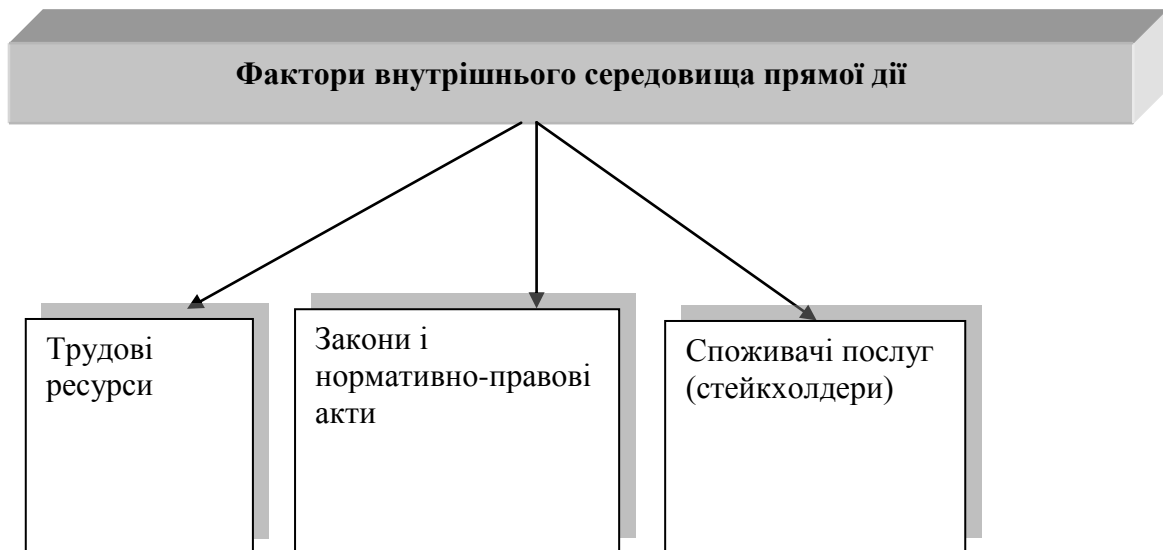 Фактори внутрішнього середовища прямої дії
Трудові
ресурси
Закони і
нормативно-правові
акти
Споживачі послуг
(стейкхолдери)